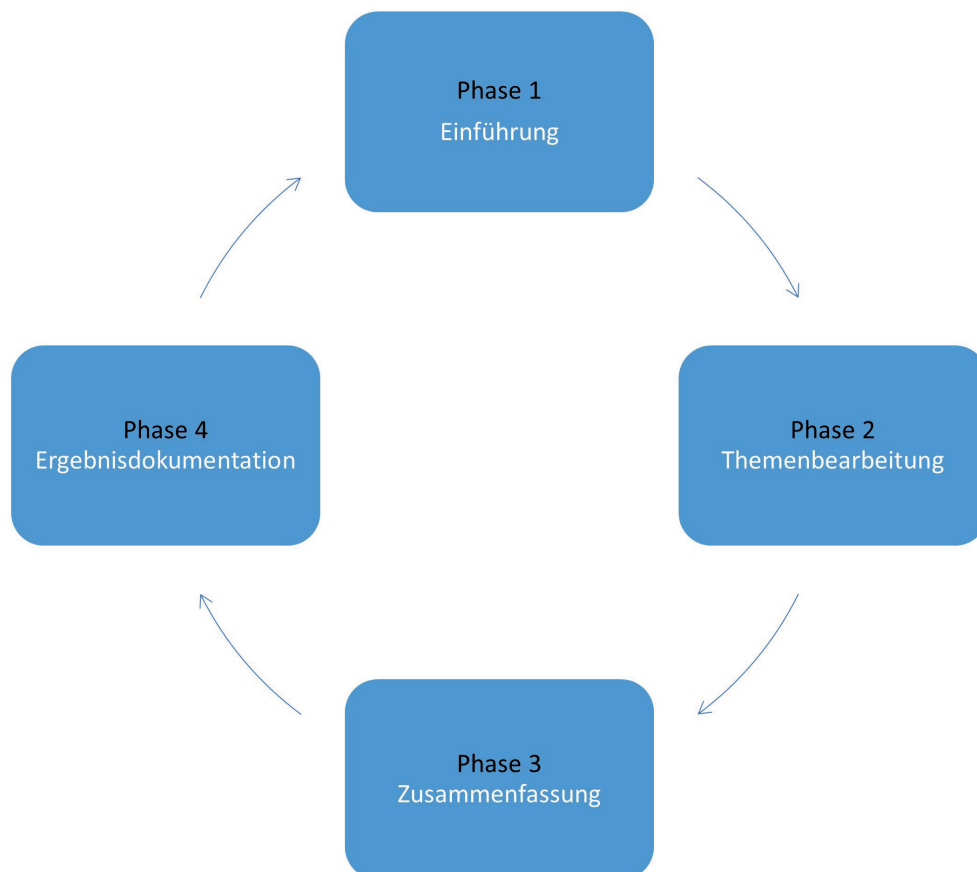 Phase 1
Einführung
Phase 2
Themenbearbeitung
Phase 3
Zusammenfassung
Phase 4
Ergebnisdokumentation